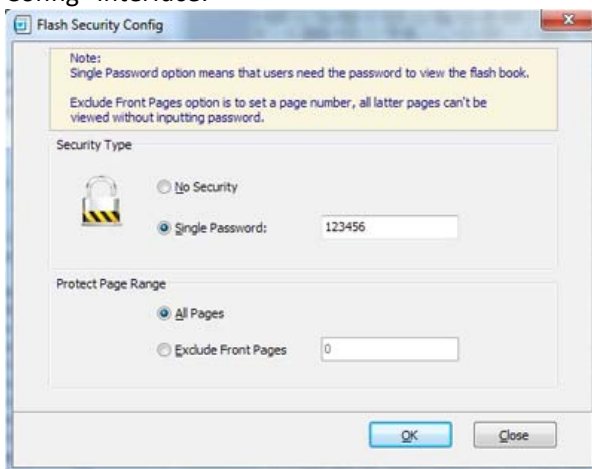 Flash Security Config
Note:
Single Password option means that users need the password to view the flash book.
Exclude Front Pages option is to set a page number, all latter pages can't be
viewed without inputting password.
Security Type
No Security
Single Password: 123456
Protect Page Range
All Pages
Exclude Front Pages 0
OK Close